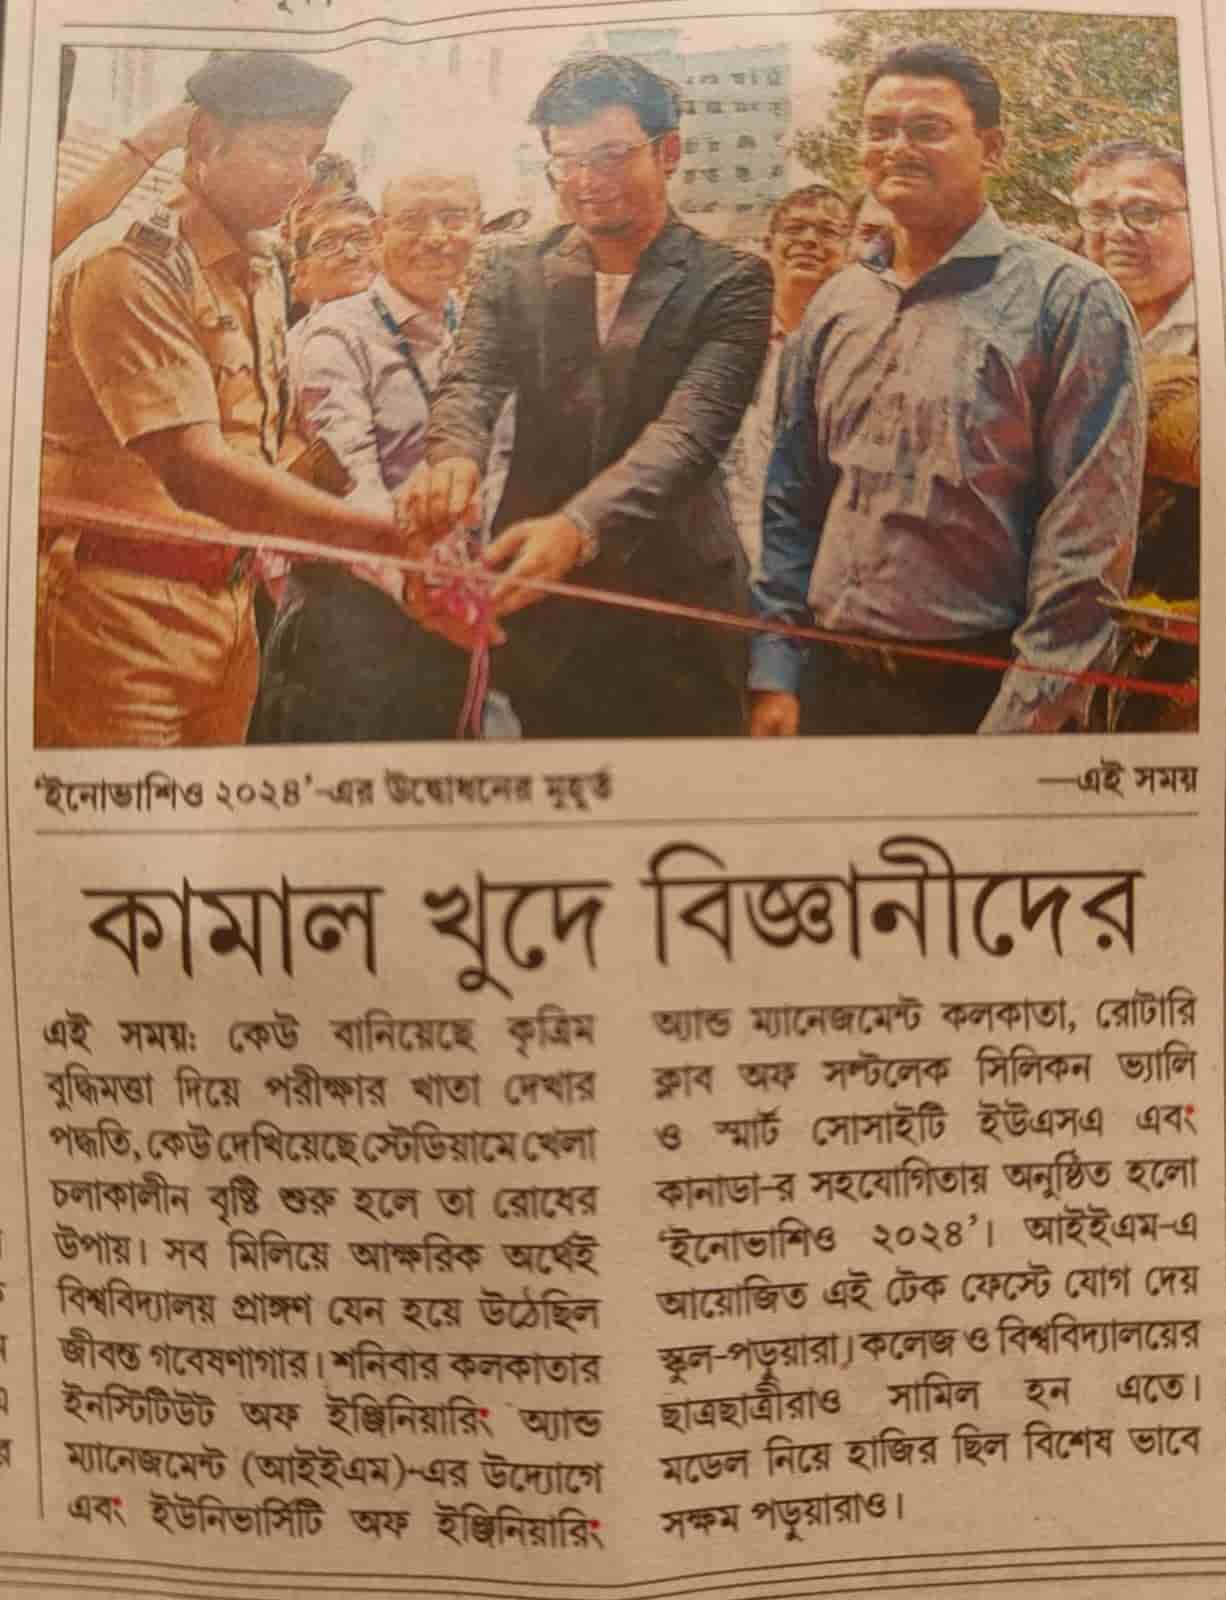 'ইনোভাশিও ২০২৪'-এর উদ্বোধনের মুহূর্ত
—এই সময়
কামাল খুদে বিজ্ঞানীদের
এই সময়: কেউ বানিয়েছে কৃত্রিম
বুদ্ধিমত্তা দিয়ে পরীক্ষার খাতা দেখার
পদ্ধতি, কেউ দেখিয়েছে স্টেডিয়ামে খেলা
চলাকালীন বৃষ্টি শুরু হলে তা রোধের
উপায়। সব মিলিয়ে আক্ষরিক অর্থেই
বিশ্ববিদ্যালয় প্রাঙ্গণ যেন হয়ে উঠেছিল
জীবন্ত গবেষণাগার। শনিবার কলকাতার
ইনস্টিটিউট অফ ইঞ্জিনিয়ারিং অ্যান্ড
ম্যানেজমেন্ট (আইইএম)-এর উদ্যোগে
এবং ইউনিভার্সিটি অফ ইঞ্জিনিয়ারিং
অ্যান্ড ম্যানেজমেন্ট কলকাতা, রোটারি
ক্লাব অফ সল্টলেক সিলিকন ভ্যালি
ও স্মার্ট সোসাইটি ইউএসএ এবং
কানাডা-র সহযোগিতায় অনুষ্ঠিত হলো
'ইনোভাশিও ২০২৪'। আইইএম-এ
আয়োজিত এই টেক ফেস্টে যোগ দেয়
স্কুল-পড়ুয়ারা। কলেজ ও বিশ্ববিদ্যালয়ের
ছাত্রছাত্রীরাও সামিল হন এতে।
মডেল নিয়ে হাজির ছিল বিশেষ ভাবে
সক্ষম পড়ুয়ারাও।